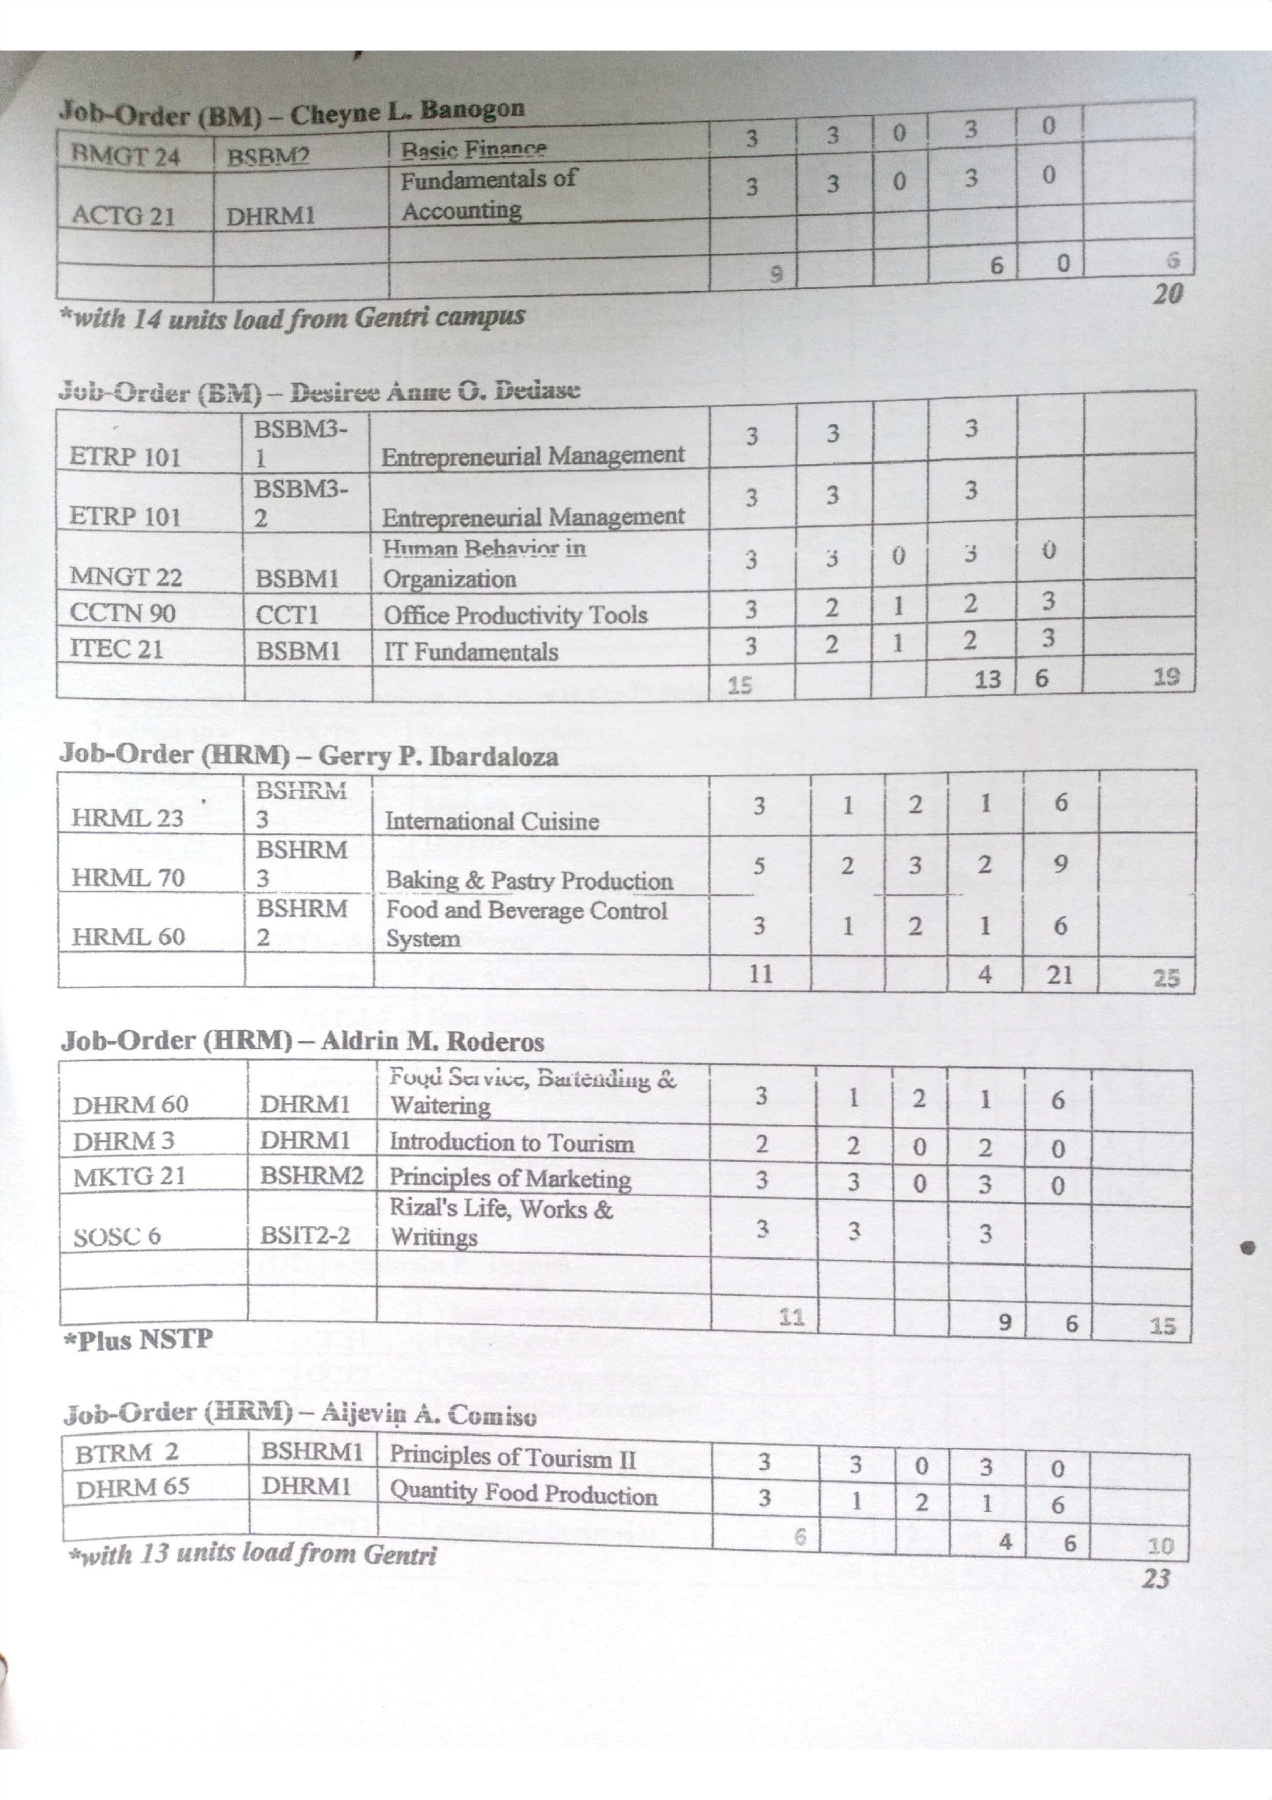 Job-Order (BM) – Cheyne L. Banogon
BMGT 24 BSBM2 Basic Finance 3 3 0 3 0
ACTG 21 DHRM1 Fundamentals of 3 3 0 3 0
Accounting
9 6 0 6
20
*with 14 units load from Gentri campus
Job-Order (BM) – Desiree Anne O. Dedase
ETRP 101 BSBM3- Entrepreneurial Management 3 3 3
1
ETRP 101 BSBM3- Entrepreneurial Management 3 3 3
2
MNGT 22 BSBM1 Human Behavior in 3 3 0 3 0
Organization
CCTN 90 CCT1 Office Productivity Tools 3 2 1 2 3
ITEC 21 BSBM1 IT Fundamentals 3 2 1 2 3
15 13 6 19
Job-Order (HRM) – Gerry P. Ibardaloza
HRML 23 BSHRM International Cuisine 3 1 2 1 6
3
HRML 70 BSHRM Baking & Pastry Production 5 2 3 2 9
3
HRML 60 BSHRM Food and Beverage Control 3 1 2 1 6
2 System
11 4 21 25
Job-Order (HRM) – Aldrin M. Roderos
DHRM 60 DHRM1 Food Service, Bartending & 3 1 2 1 6
Waitering
DHRM 3 DHRM1 Introduction to Tourism 2 2 0 2 0
MKTG 21 BSHRM2 Principles of Marketing 3 3 0 3 0
SOSC 6 BSIT2-2 Rizal's Life, Works & 3 3 3
Writings
11 9 6 15
*Plus NSTP
Job-Order (HRM) – Aljevin A. Comiso
BTRM 2 BSHRM1 Principles of Tourism II 3 3 0 3 0
DHRM 65 DHRM1 Quantity Food Production 3 1 2 1 6
6 4 6 10
*with 13 units load from Gentri
23